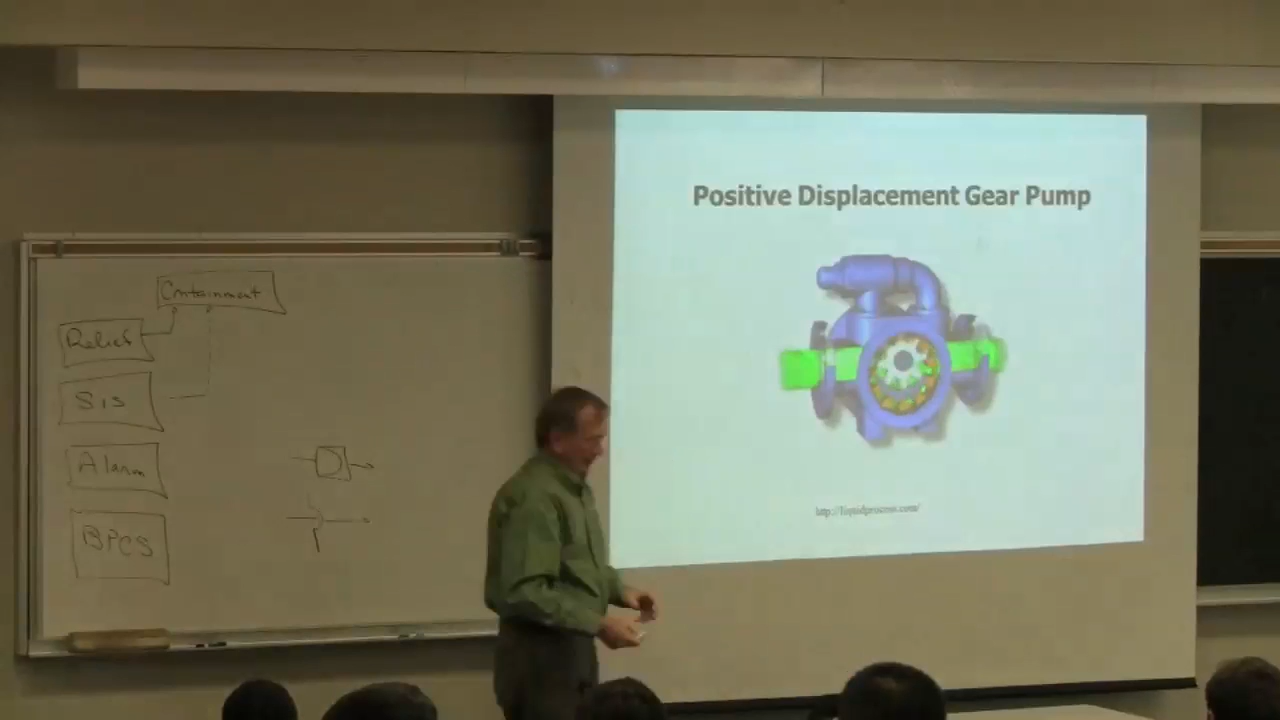 Containment
Relief
SIS
Alarm
BPCS
Positive Displacement Gear Pump